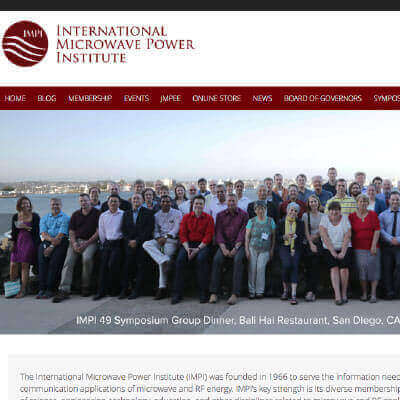 IMPI
INTERNATIONAL
MICROWAVE POWER
INSTITUTE
HOME BLOG MEMBERSHIP EVENTS JMPEE ONLINE STORE NEWS BOARD OF GOVERNORS SYMPOS
IMPI 49 Symposium Group Dinner, Bali Hai Restaurant, San Diego, CA
The International Microwave Power Institute (IMPI) was founded in 1966 to serve the information need
communication applications of microwave and RF energy. IMPI's key strength is its diverse membership